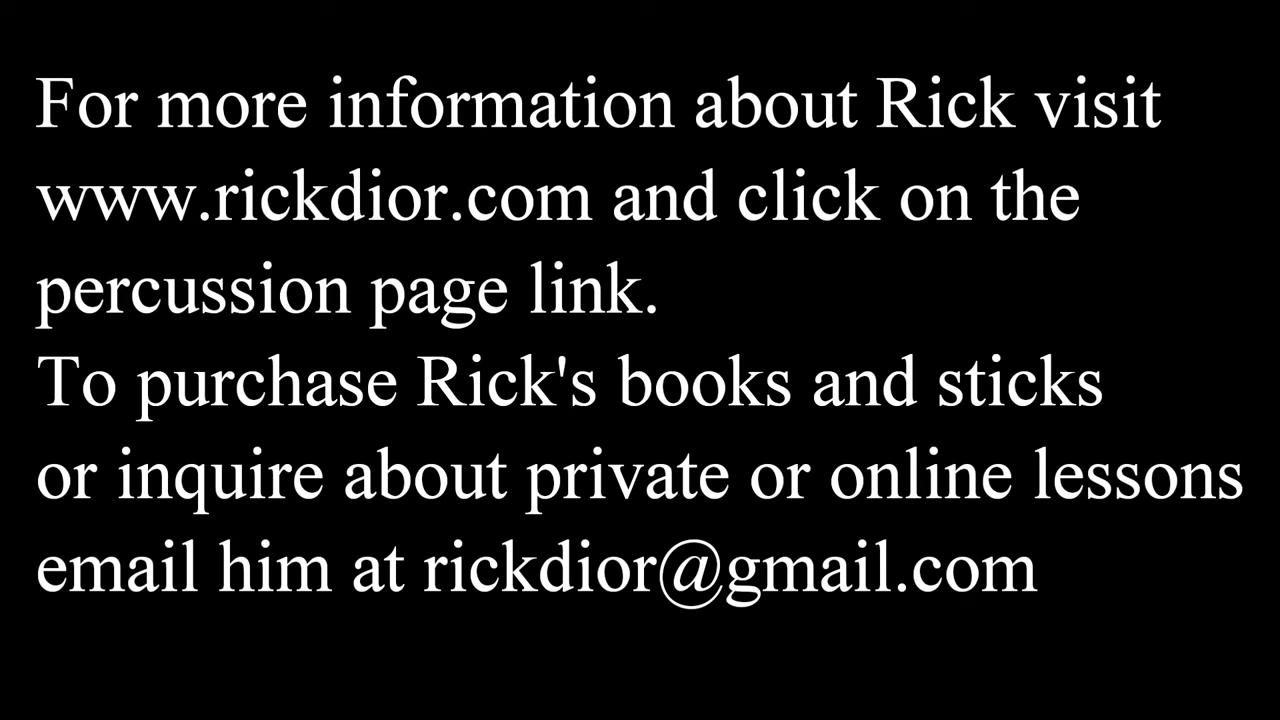 For more information about Rick visit
www.rickdior.com and click on the
percussion page link.
To purchase Rick's books and sticks
or inquire about private or online lessons
email him at rickdior@gmail.com